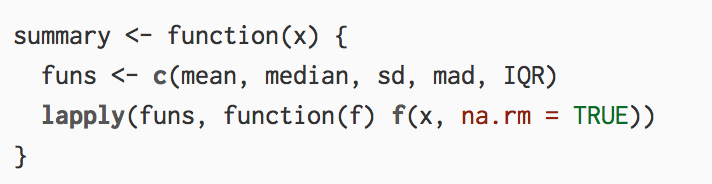 summary <- function(x) {
  funs <- c(mean, median, sd, mad, IQR)
  lapply(funs, function(f) f(x, na.rm = TRUE))
}